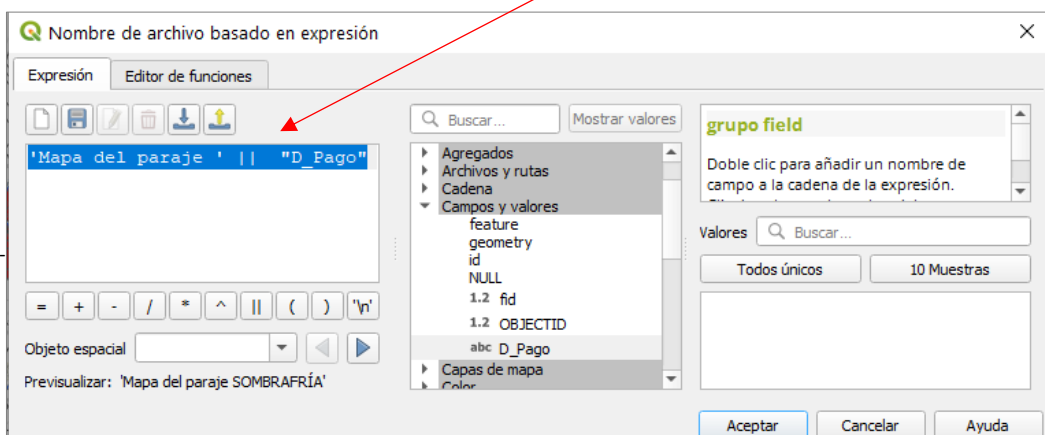 Nombre de archivo basado en expresión
Expresión
Editor de funciones
'Mapa del paraje ' || "D_Pago"
= + - / * ^ || ( ) '\n'
Objeto espacial
Previsualizar: 'Mapa del paraje SOMBRAFRÍA'
Buscar...
Mostrar valores
Agregados
Archivos y rutas
Cadena
Campos y valores
feature
geometry
id
NULL
1.2 fid
1.2 OBJECTID
abc D_Pago
Capas de mapa
Color
grupo field
Doble clic para añadir un nombre de
campo a la cadena de la expresión.
Valores
Buscar...
Todos únicos
10 Muestras
Aceptar
Cancelar
Ayuda